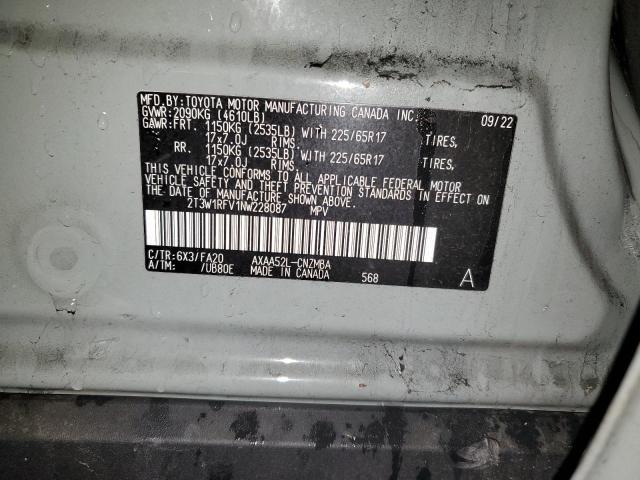 MFD.BY:TOYOTA MOTOR MANUFACTURING CANADA INC. 09/22
GVWR:2090KG (4610LB)
GAWR:FRT. 1150KG (2535LB) WITH 225/65R17 TIRES,
17x7.0J RIMS.
RR. 1150KG (2535LB) WITH 225/65R17 TIRES,
17x7.0J RIMS.
THIS VEHICLE CONFORMS TO ALL APPLICABLE FEDERAL MOTOR
VEHICLE SAFETY AND THEFT PREVENTION STANDARDS IN EFFECT ON
THE DATE OF MANUFACTURE SHOWN ABOVE.
2T3W1RFV1NW228087 MPV
C/TR:6X3/FA20 AXAA52L-CNZMBA
A/TM: /UB80E MADE IN CANADA 568 A